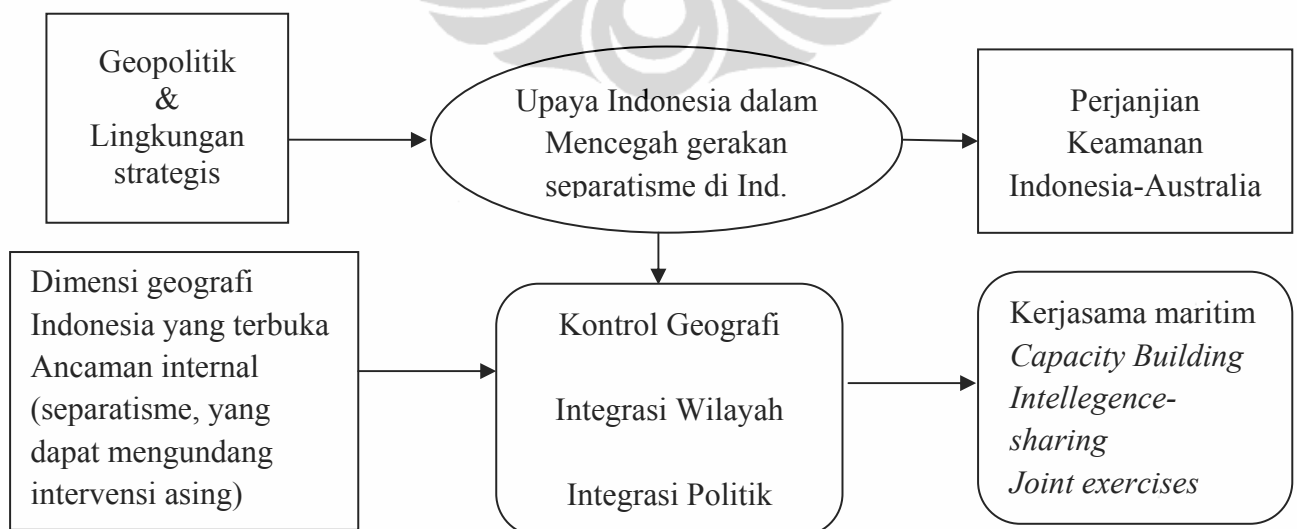 Geopolitik
&
Lingkungan
strategis
Upaya Indonesia dalam
Mencegah gerakan
separatisme di Ind.
Perjanjian
Keamanan
Indonesia-Australia
Dimensi geografi
Indonesia yang terbuka
Ancaman internal
(separatisme, yang
dapat mengundang
intervensi asing)
Kontrol Geografi
Integrasi Wilayah
Integrasi Politik
Kerjasama maritim
Capacity Building
Intellegence-
sharing
Joint exercises